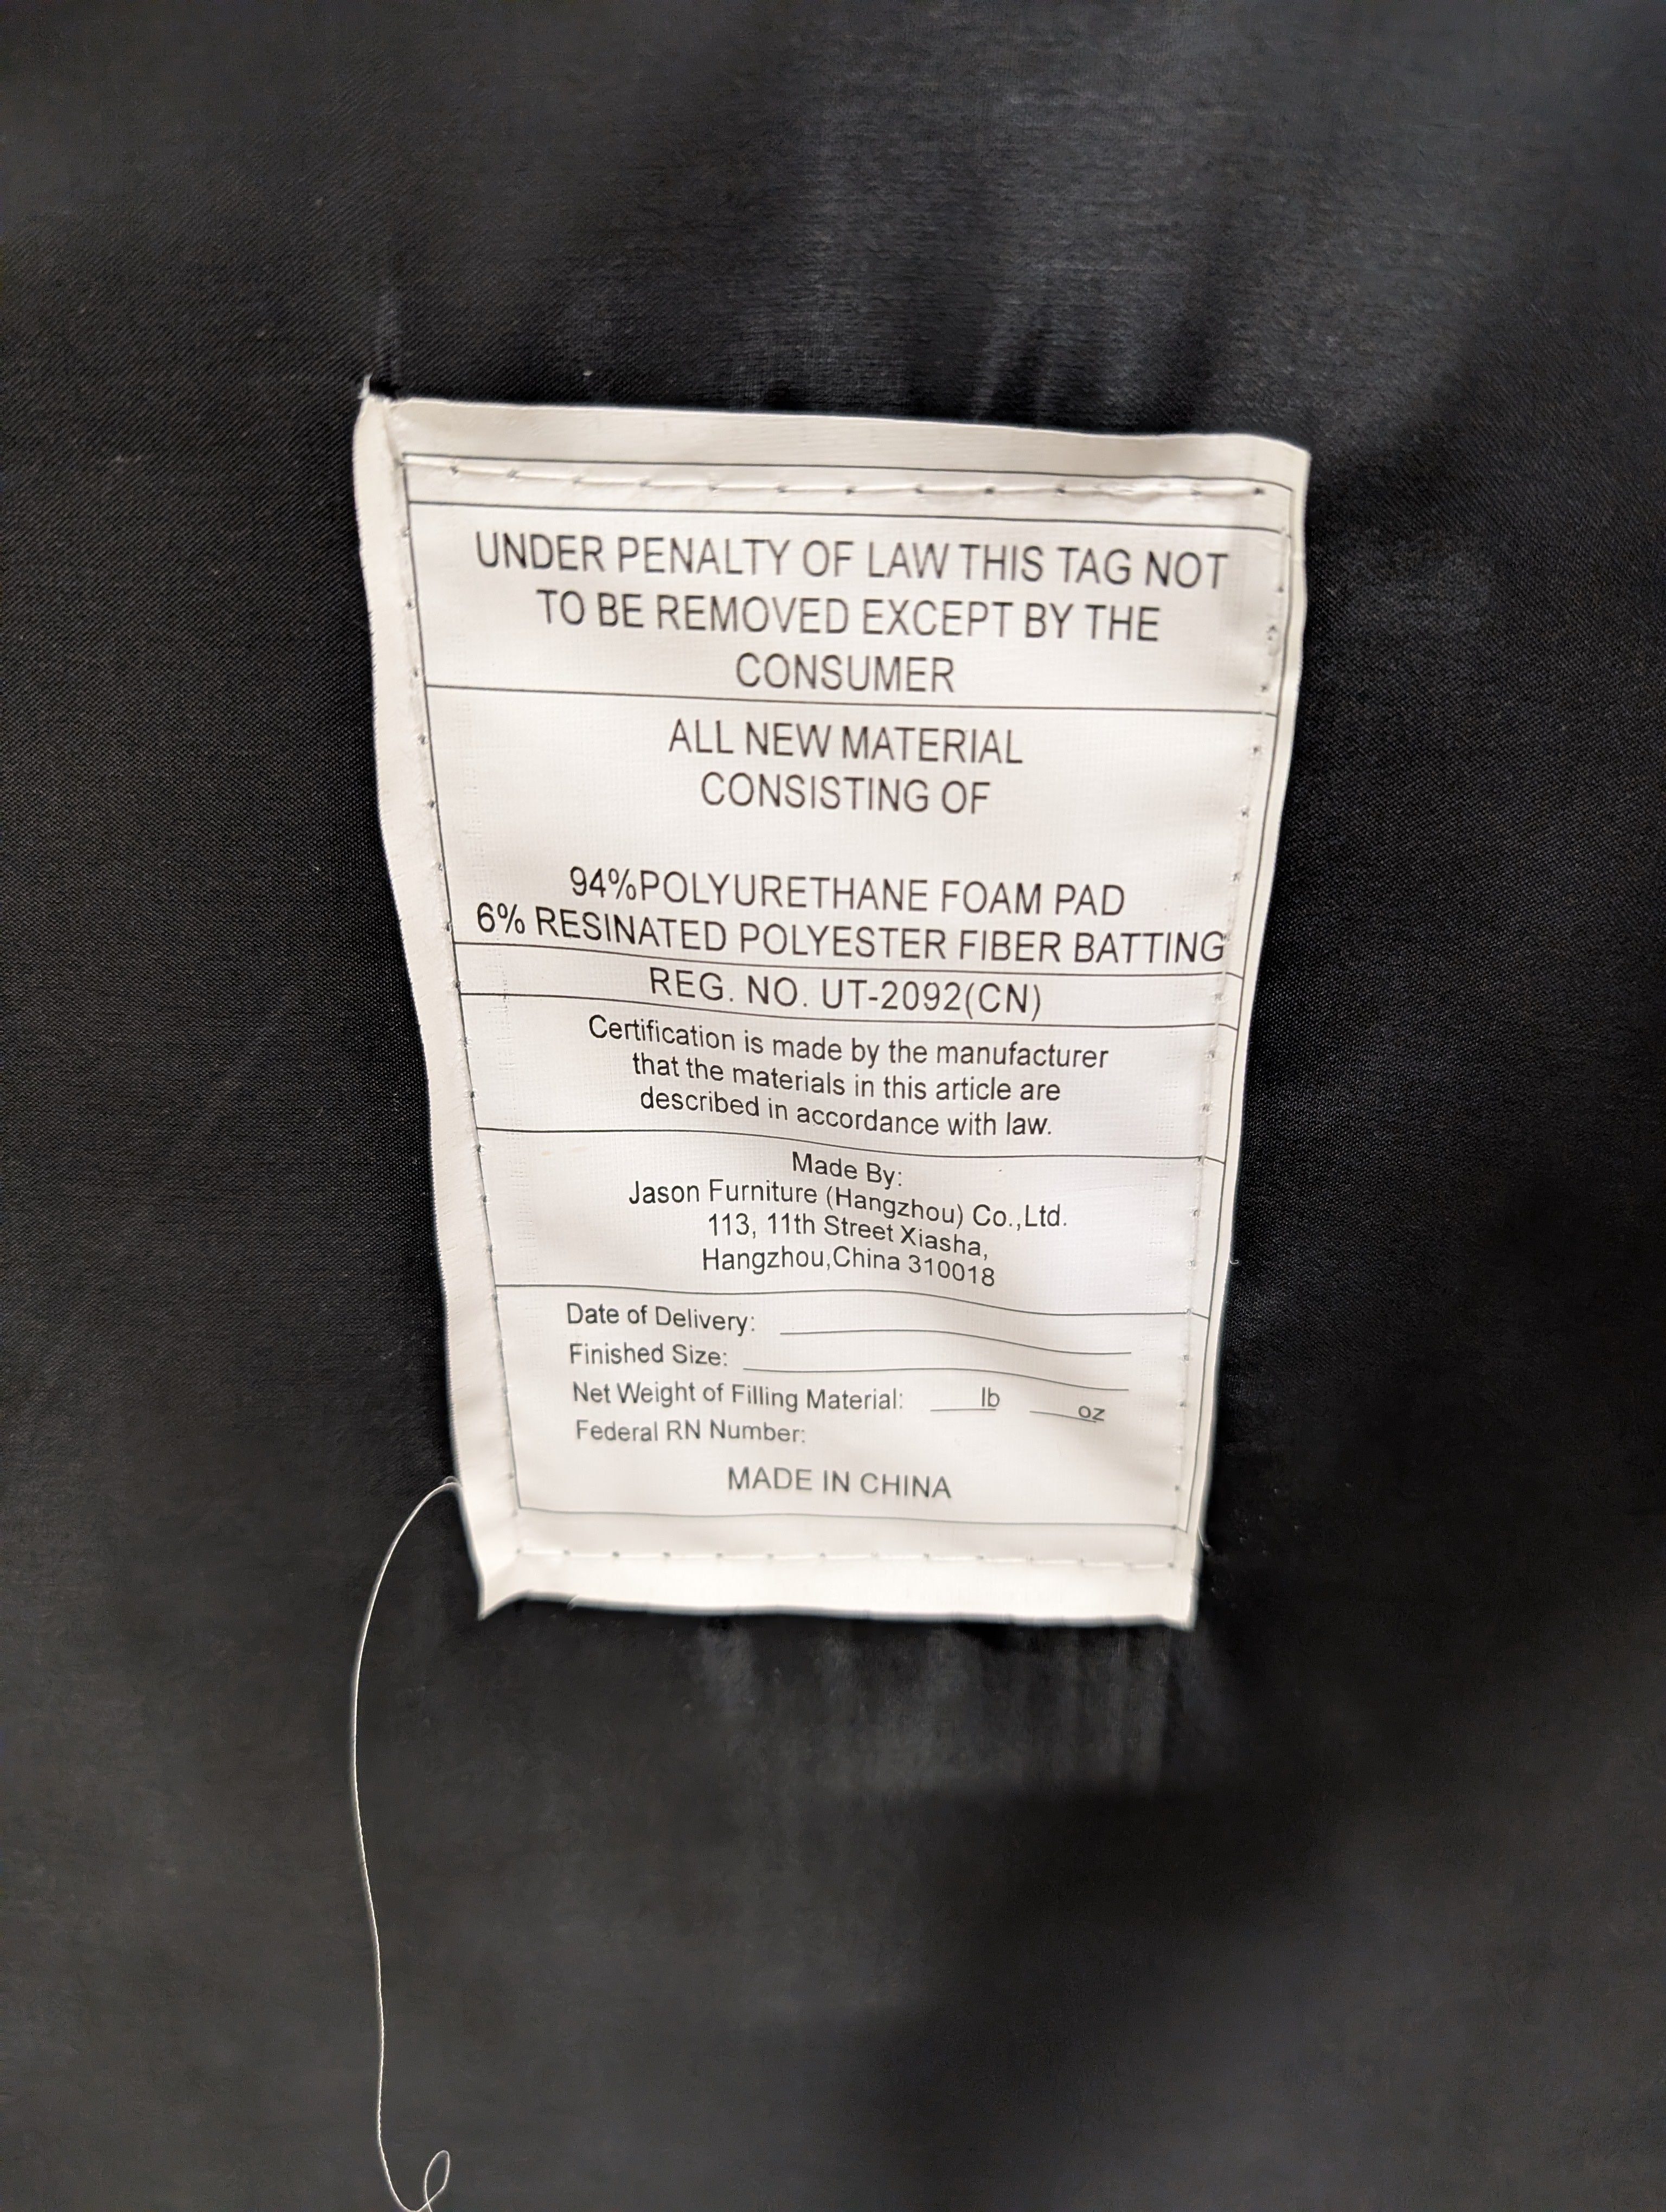 UNDER PENALTY OF LAW THIS TAG NOT
TO BE REMOVED EXCEPT BY THE
CONSUMER
ALL NEW MATERIAL
CONSISTING OF
94%POLYURETHANE FOAM PAD
6% RESINATED POLYESTER FIBER BATTING
REG. NO. UT-2092(CN)
Certification is made by the manufacturer
that the materials in this article are
described in accordance with law.
Made By:
Jason Furniture (Hangzhou) Co.,Ltd.
113, 11th Street Xiasha,
Hangzhou,China 310018
Date of Delivery:
Finished Size:
Net Weight of Filling Material: lb oz
Federal RN Number:
MADE IN CHINA